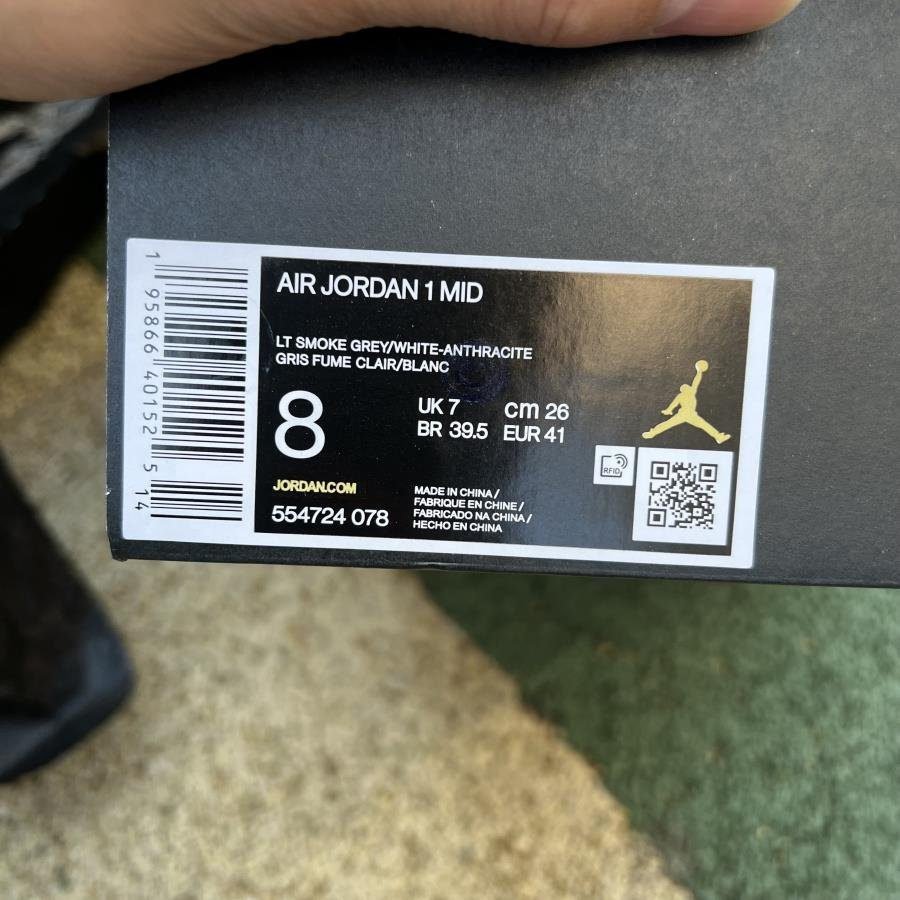 AIR JORDAN 1 MID
LT SMOKE GREY/WHITE-ANTHRACITE
GRIS FUME CLAIR/BLANC
8
UK 7 cm 26
BR 39.5 EUR 41
JORDAN.COM
554724 078
MADE IN CHINA /
FABRIQUE EN CHINE /
FABRICADO NA CHINA /
HECHO EN CHINA
RFID
1 95866 40152 5 14